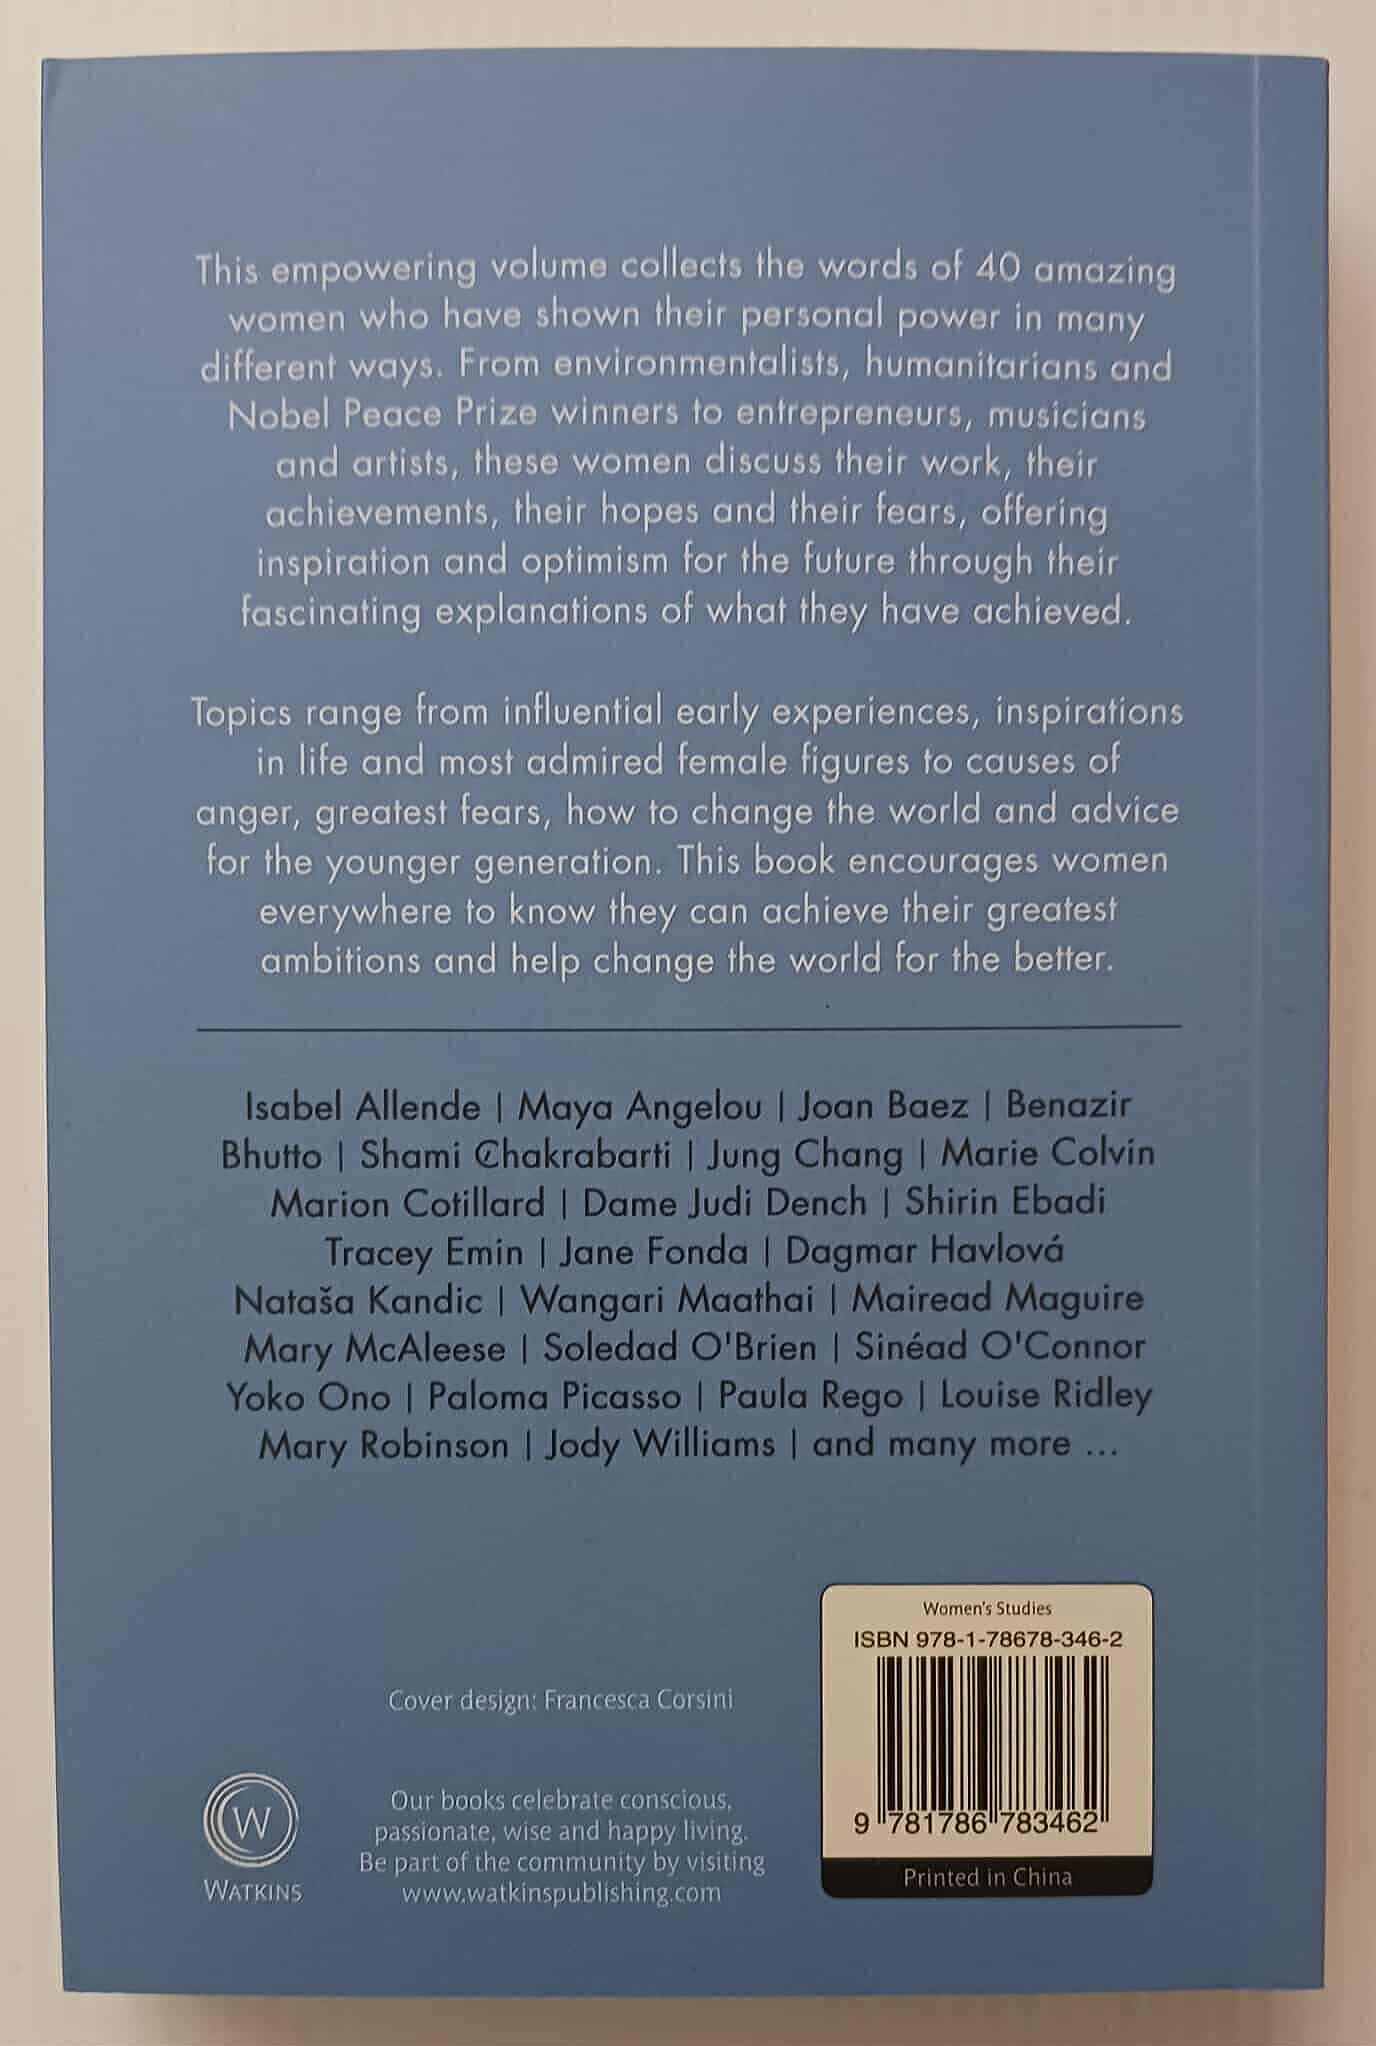 This empowering volume collects the words of 40 amazing
women who have shown their personal power in many
different ways. From environmentalists, humanitarians and
Nobel Peace Prize winners to entrepreneurs, musicians
and artists, these women discuss their work, their
achievements, their hopes and their fears, offering
inspiration and optimism for the future through their
fascinating explanations of what they have achieved.
Topics range from influential early experiences, inspirations
in life and most admired female figures to causes of
anger, greatest fears, how to change the world and advice
for the younger generation. This book encourages women
everywhere to know they can achieve their greatest
ambitions and help change the world for the better.
Isabel Allende | Maya Angelou | Joan Baez | Benazir
Bhutto | Shami Chakrabarti | Jung Chang | Marie Colvin
Marion Cotillard | Dame Judi Dench | Shirin Ebadi
Tracey Emin | Jane Fonda | Dagmar Havlová
Nataša Kandic | Wangari Maathai | Mairead Maguire
Mary McAleese | Soledad O'Brien | Sinéad O'Connor
Yoko Ono | Paloma Picasso | Paula Rego | Louise Ridley
Mary Robinson | Jody Williams | and many more ...
Cover design: Francesca Corsini
W
WATKINS
Our books celebrate conscious,
passionate, wise and happy living.
Be part of the community by visiting
www.watkinspublishing.com
Women's Studies
ISBN 978-1-78678-346-2
9 781786 783462
Printed in China